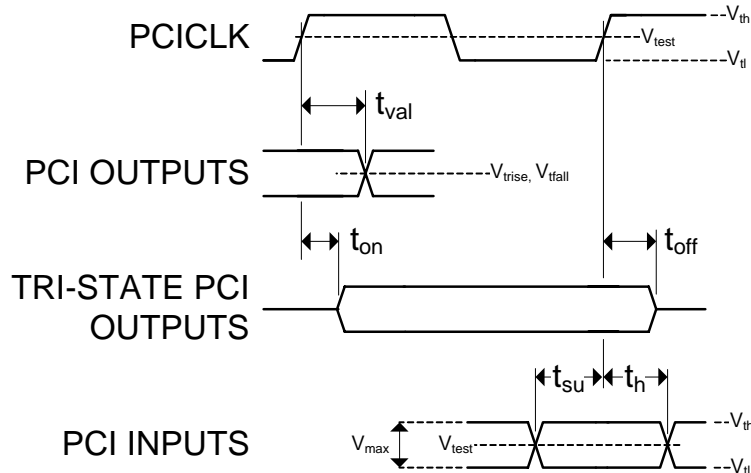 PCICLK
Vth
Vtest
Vtl
tval
PCI OUTPUTS
Vtrise, Vtfall
ton
toff
TRI-STATE PCI
OUTPUTS
tsu
th
PCI INPUTS
Vmax
Vtest
Vth
Vtl